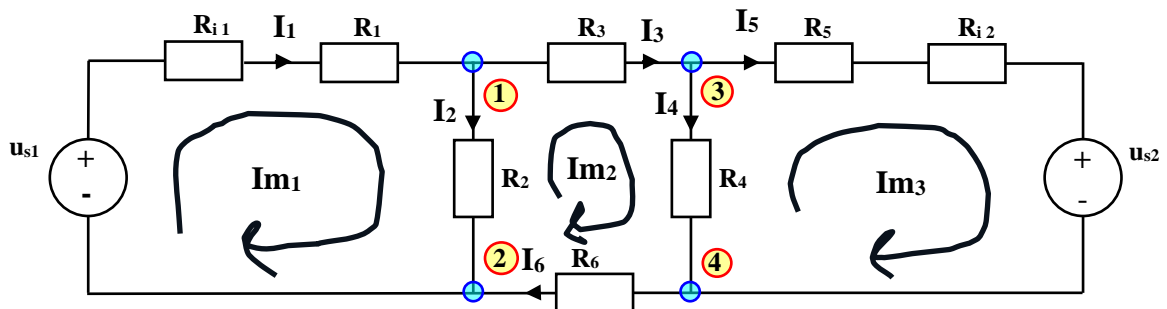 Ri 1 I1 R1 R3 I3 I5 R5 Ri 2
1 3
I2 I4
us1 + - Im1 R2 Im2 R4 Im3 + - us2
2 I6 R6 4